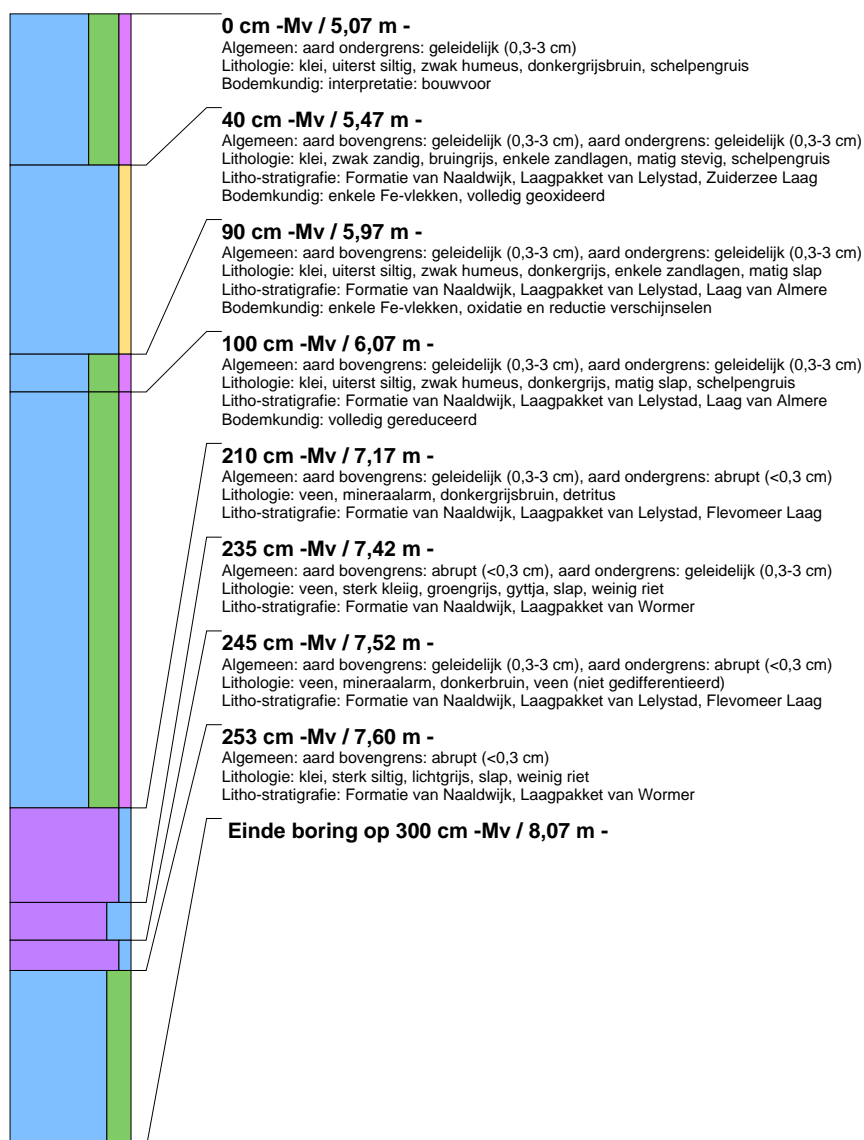 0 cm -Mv / 5,07 m -
Algemeen: aard ondergrens: geleidelijk (0,3-3 cm)
Lithologie: klei, uiterst siltig, zwak humeus, donkergrijsbruin, schelpengruis
Bodemkundig: interpretatie: bouwvoor
40 cm -Mv / 5,47 m -
Algemeen: aard bovengrens: geleidelijk (0,3-3 cm), aard ondergrens: geleidelijk (0,3-3 cm)
Lithologie: klei, zwak zandig, bruingrijs, enkele zandlagen, matig stevig, schelpengruis
Litho-stratigrafie: Formatie van Naaldwijk, Laagpakket van Lelystad, Zuiderzee Laag
Bodemkundig: enkele Fe-vlekken, volledig geoxideerd
90 cm -Mv / 5,97 m -
Algemeen: aard bovengrens: geleidelijk (0,3-3 cm), aard ondergrens: geleidelijk (0,3-3 cm)
Lithologie: klei, uiterst siltig, zwak humeus, donkergrijs, enkele zandlagen, matig slap
Litho-stratigrafie: Formatie van Naaldwijk, Laagpakket van Lelystad, Laag van Almere
Bodemkundig: enkele Fe-vlekken, oxidatie en reductie verschijnselen
100 cm -Mv / 6,07 m -
Algemeen: aard bovengrens: geleidelijk (0,3-3 cm), aard ondergrens: geleidelijk (0,3-3 cm)
Lithologie: klei, uiterst siltig, zwak humeus, donkergrijs, matig slap, schelpengruis
Litho-stratigrafie: Formatie van Naaldwijk, Laagpakket van Lelystad, Laag van Almere
Bodemkundig: volledig gereduceerd
210 cm -Mv / 7,17 m -
Algemeen: aard bovengrens: geleidelijk (0,3-3 cm), aard ondergrens: abrupt (<0,3 cm)
Lithologie: veen, mineraalarm, donkergrijsbruin, detritus
Litho-stratigrafie: Formatie van Naaldwijk, Laagpakket van Lelystad, Flevomeer Laag
235 cm -Mv / 7,42 m -
Algemeen: aard bovengrens: abrupt (<0,3 cm), aard ondergrens: geleidelijk (0,3-3 cm)
Lithologie: veen, sterk kleiig, groengrijs, gyttja, slap, weinig riet
Litho-stratigrafie: Formatie van Naaldwijk, Laagpakket van Wormer
245 cm -Mv / 7,52 m -
Algemeen: aard bovengrens: geleidelijk (0,3-3 cm), aard ondergrens: abrupt (<0,3 cm)
Lithologie: veen, mineraalarm, donkerbruin, veen (niet gedifferentieerd)
Litho-stratigrafie: Formatie van Naaldwijk, Laagpakket van Lelystad, Flevomeer Laag
253 cm -Mv / 7,60 m -
Algemeen: aard bovengrens: abrupt (<0,3 cm)
Lithologie: klei, sterk siltig, lichtgrijs, slap, weinig riet
Litho-stratigrafie: Formatie van Naaldwijk, Laagpakket van Wormer
Einde boring op 300 cm -Mv / 8,07 m -